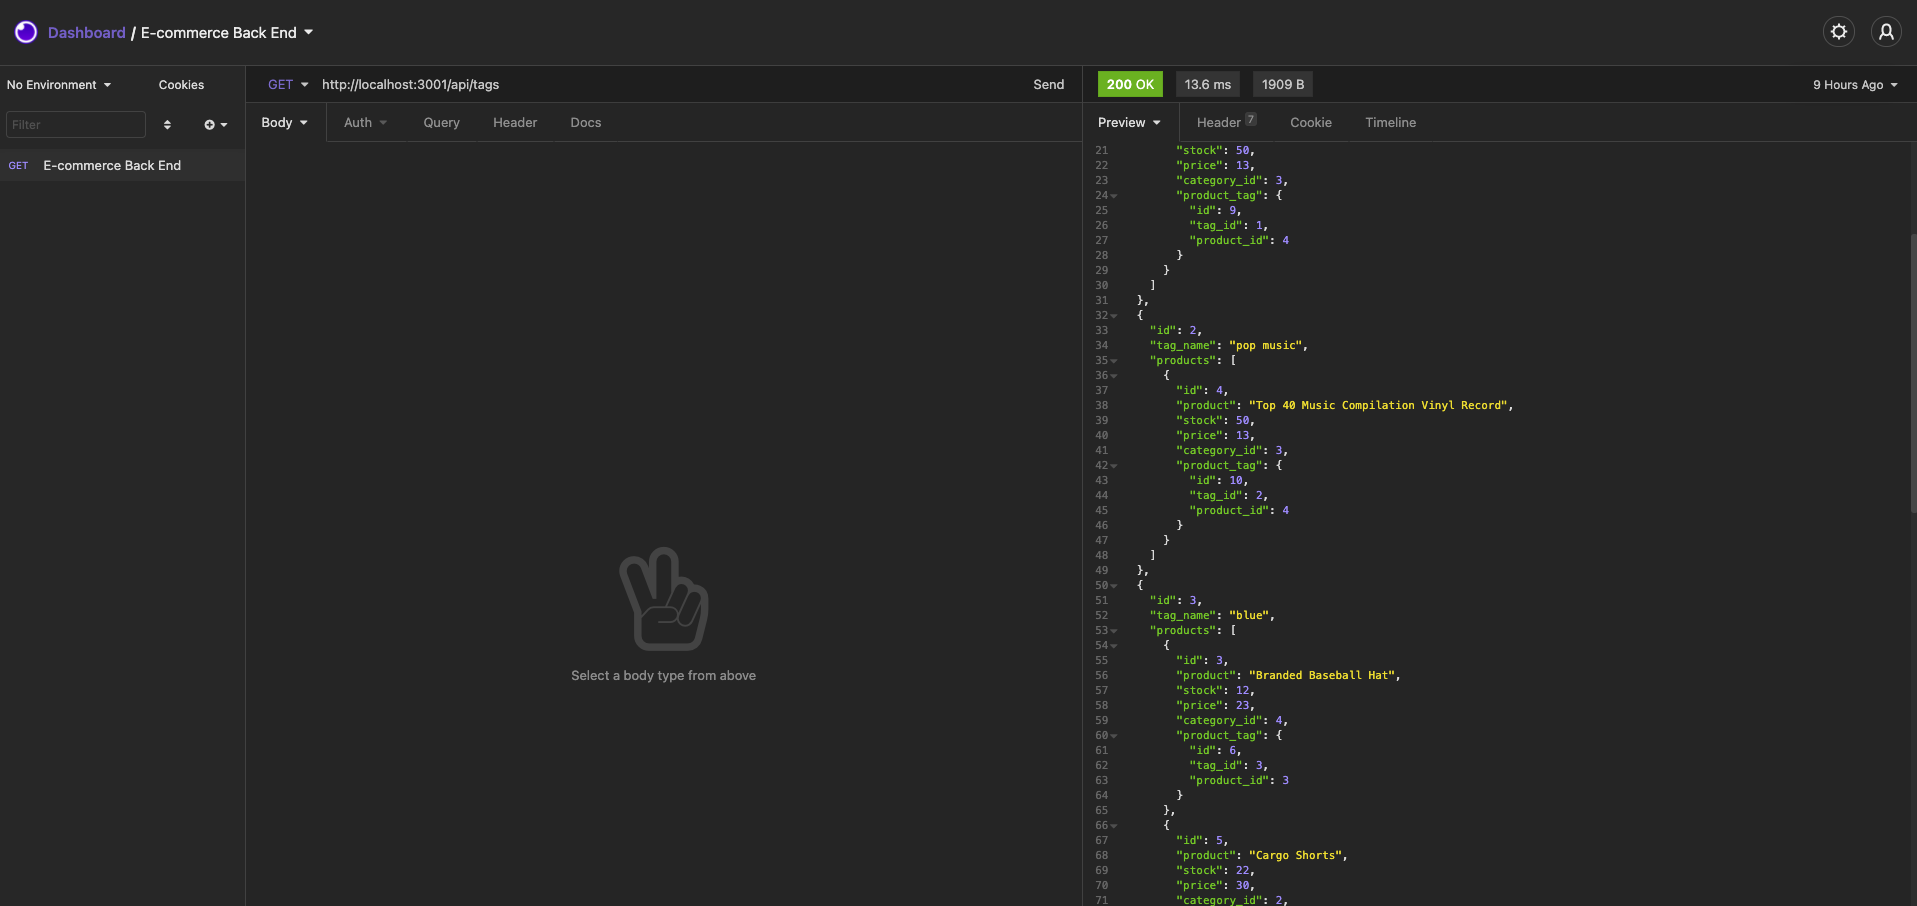 Dashboard / E-commerce Back End
No Environment
Cookies
GET http://localhost:3001/api/tags Send
200 OK 13.6 ms 1909 B
9 Hours Ago
Filter
Body Auth Query Header Docs
Preview Header 7 Cookie Timeline
GET E-commerce Back End
Select a body type from above
21 "stock": 50,
22 "price": 13,
23 "category_id": 3,
24 "product_tag": {
25 "id": 9,
26 "tag_id": 1,
27 "product_id": 4
28 }
29 }
30 ]
31 },
32 {
33 "id": 2,
34 "tag_name": "pop music",
35 "products": [
36 {
37 "id": 4,
38 "product": "Top 40 Music Compilation Vinyl Record",
39 "stock": 50,
40 "price": 13,
41 "category_id": 3,
42 "product_tag": {
43 "id": 10,
44 "tag_id": 2,
45 "product_id": 4
46 }
47 }
48 ]
49 },
50 {
51 "id": 3,
52 "tag_name": "blue",
53 "products": [
54 {
55 "id": 3,
56 "product": "Branded Baseball Hat",
57 "stock": 12,
58 "price": 23,
59 "category_id": 4,
60 "product_tag": {
61 "id": 6,
62 "tag_id": 3,
63 "product_id": 3
64 }
65 },
66 {
67 "id": 5,
68 "product": "Cargo Shorts",
69 "stock": 22,
70 "price": 30,
71 "category_id": 2,